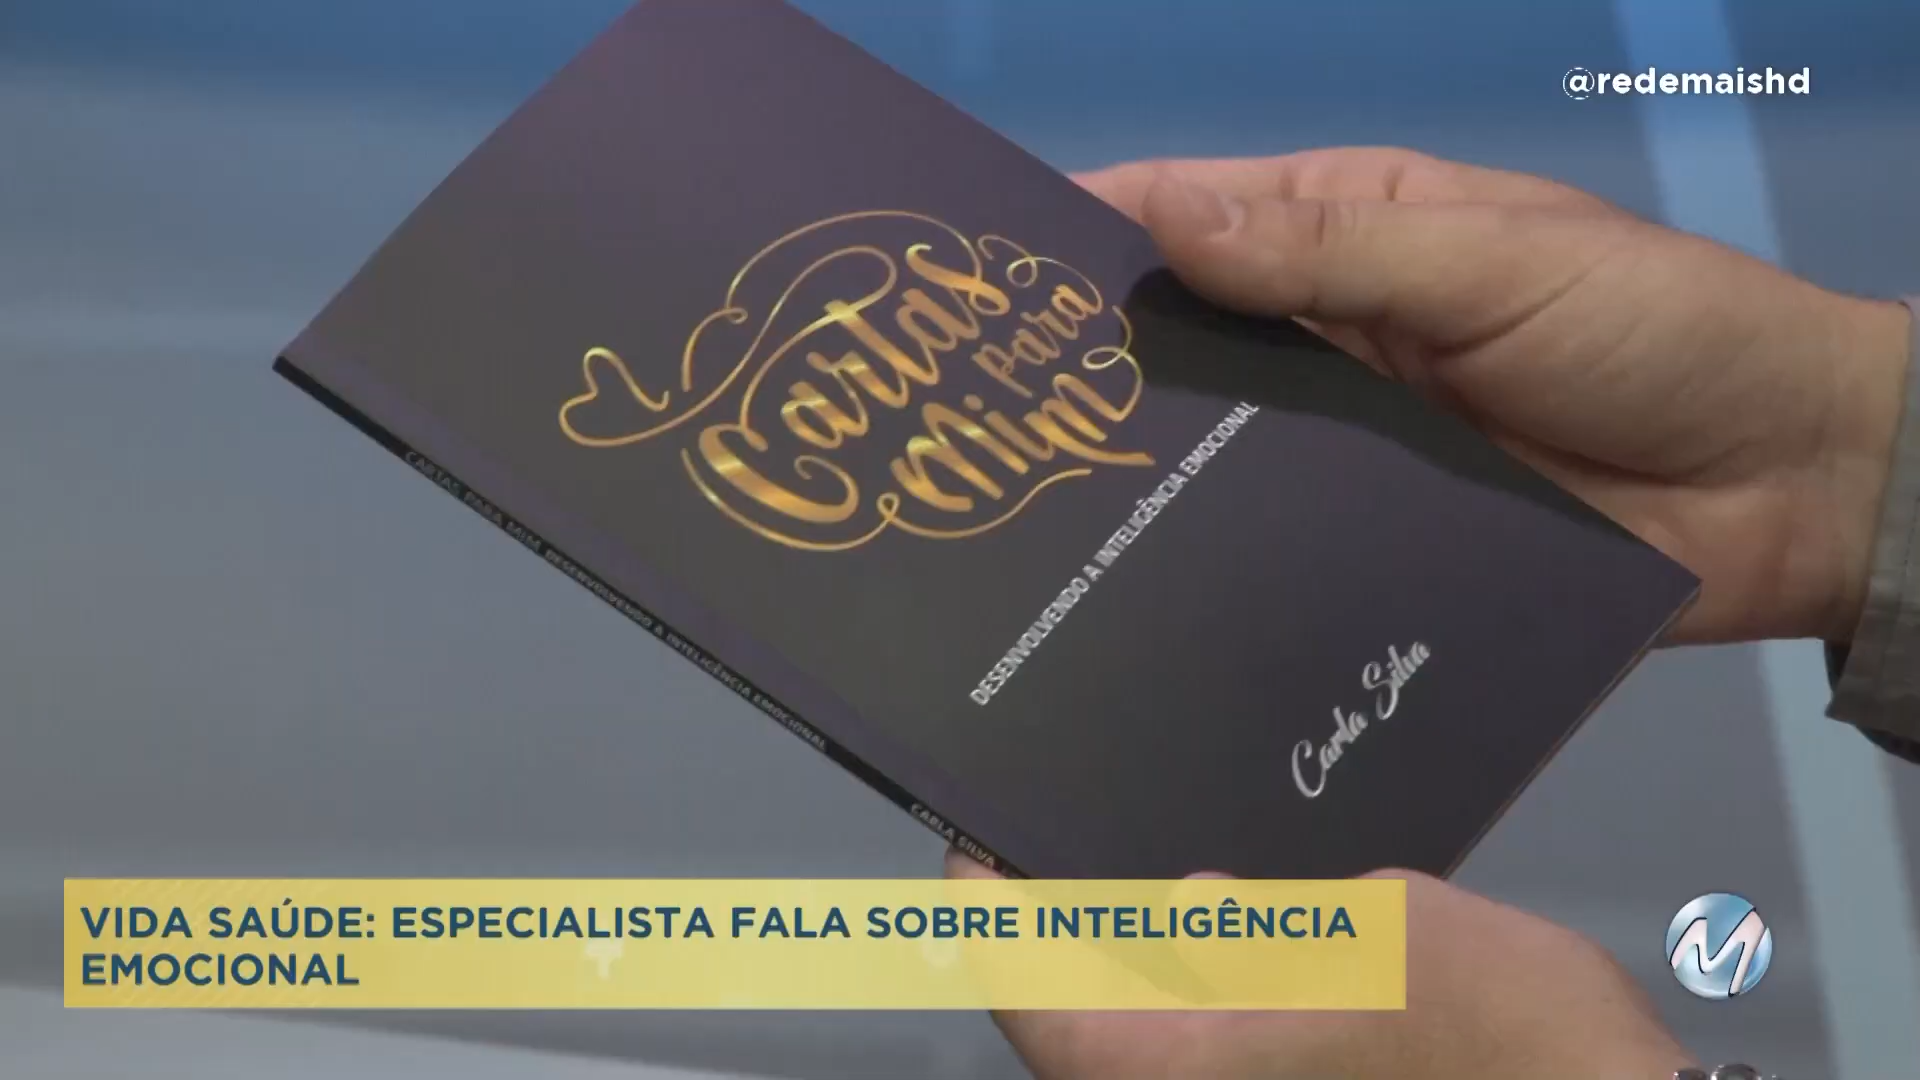 @redemaishd
Cartas
para
Mim
DESENVOLVENDO A INTELIGÊNCIA EMOCIONAL
Carla Silva
CARTAS PARA MIM DESENVOLVENDO A INTELIGÊNCIA EMOCIONAL
CARLA SILVA
VIDA SAÚDE: ESPECIALISTA FALA SOBRE INTELIGÊNCIA
EMOCIONAL
M